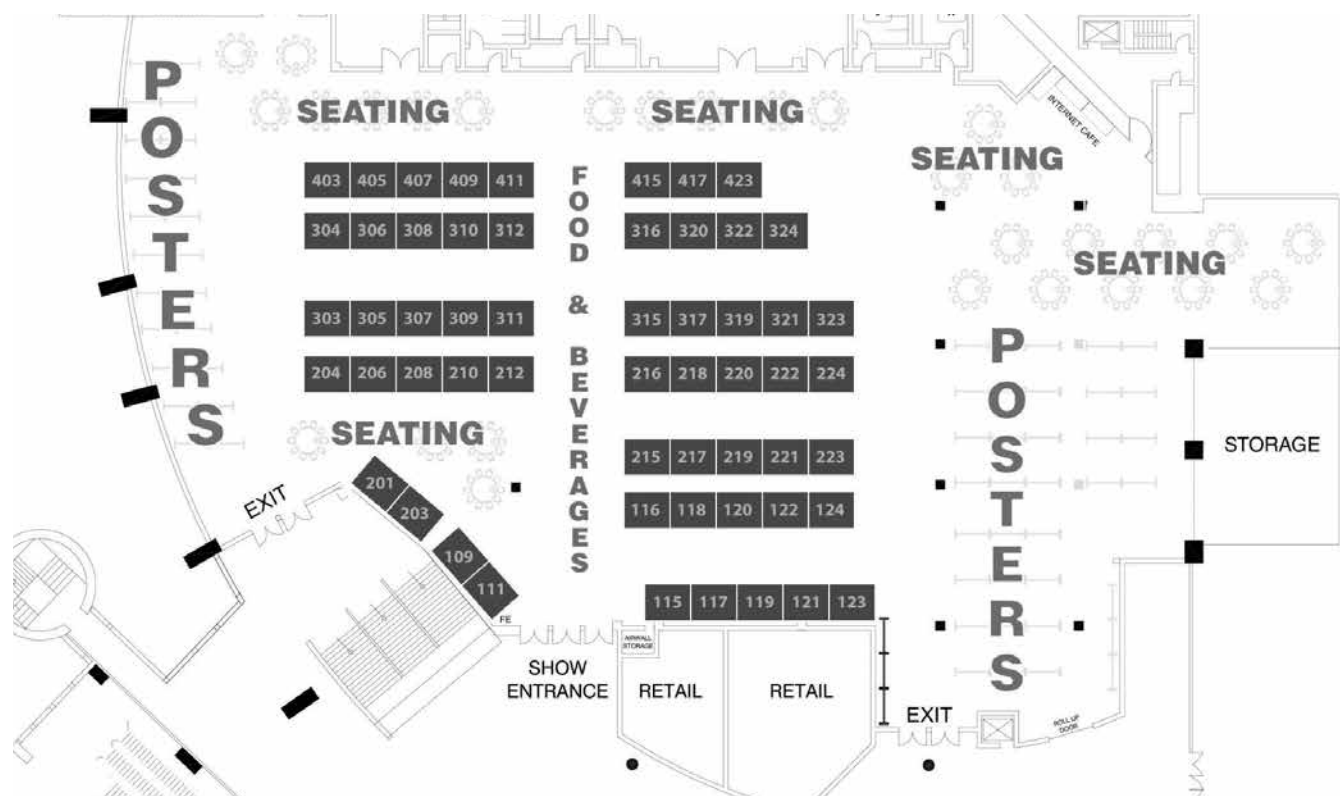 POSTERS
SEATING
SEATING
SEATING
INTERNET CAFE
SEATING
403 405 407 409 411
304 306 308 310 312
303 305 307 309 311
204 206 208 210 212
FOOD & BEVERAGES
415 417 423
316 320 322 324
315 317 319 321 323
216 218 220 222 224
215 217 219 221 223
116 118 120 122 124
115 117 119 121 123
SEATING
201
203
109
111
EXIT
FE
SHOW
ENTRANCE
AIRWALL
STORAGE
RETAIL
RETAIL
EXIT
POSTERS
STORAGE
ROLL UP
DOOR